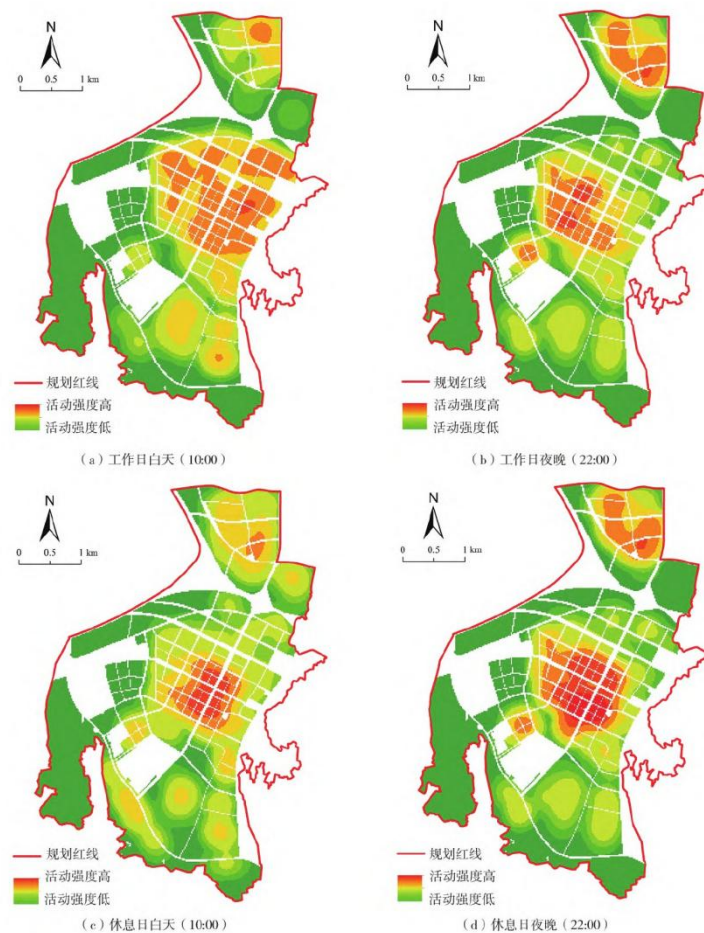 N
0 0.5 1 km
规划红线
活动强度高
活动强度低
(a)工作日白天(10:00)
N
0 0.5 1 km
规划红线
活动强度高
活动强度低
(b)工作日夜晚(22:00)
N
0 0.5 1 km
规划红线
活动强度高
活动强度低
(c)休息日白天(10:00)
N
0 0.5 1 km
规划红线
活动强度高
活动强度低
(d)休息日夜晚(22:00)